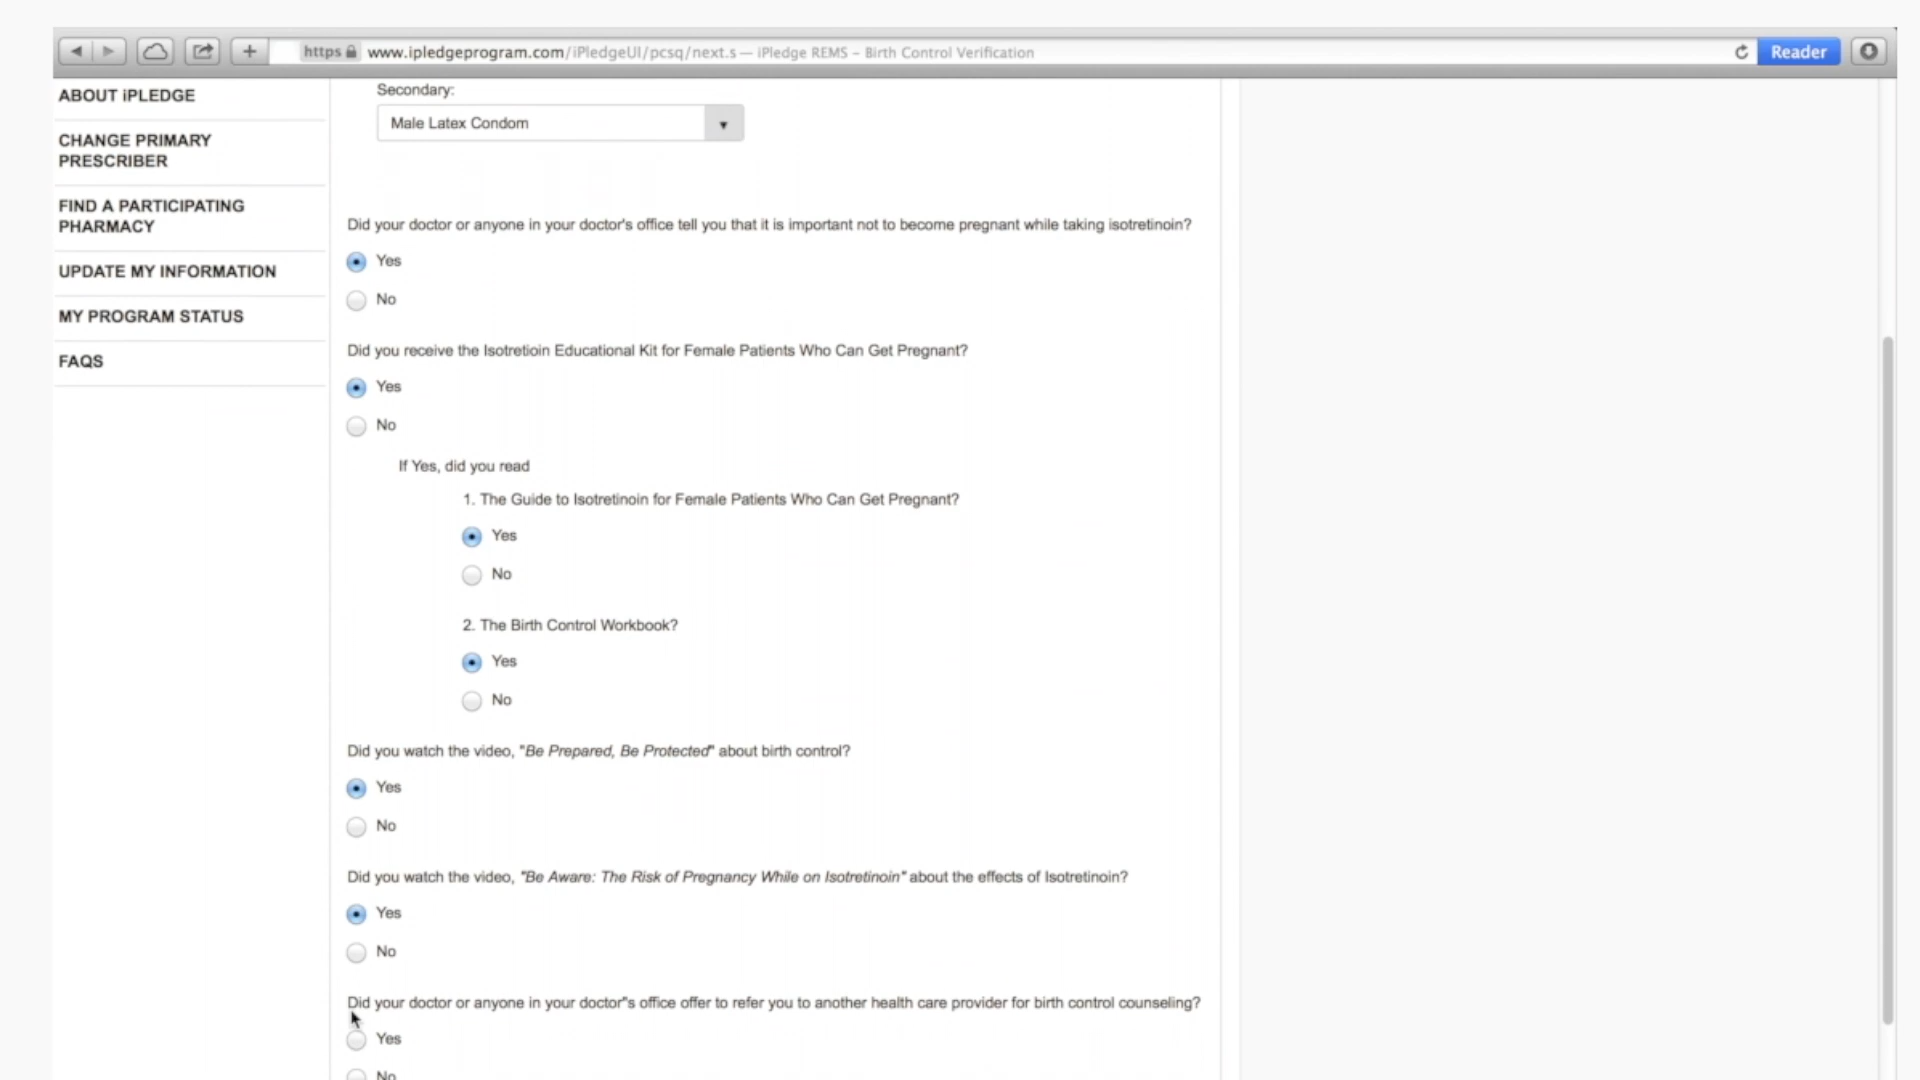 https www.ipledgeprogram.com/iPledgeUI/pcsq/next.s — iPledge REMS – Birth Control Verification
Reader
ABOUT iPLEDGE
CHANGE PRIMARY
PRESCRIBER
FIND A PARTICIPATING
PHARMACY
UPDATE MY INFORMATION
MY PROGRAM STATUS
FAQS
Secondary:
Male Latex Condom
Did your doctor or anyone in your doctor's office tell you that it is important not to become pregnant while taking isotretinoin?
Yes
No
Did you receive the Isotretioin Educational Kit for Female Patients Who Can Get Pregnant?
Yes
No
If Yes, did you read
1. The Guide to Isotretinoin for Female Patients Who Can Get Pregnant?
Yes
No
2. The Birth Control Workbook?
Yes
No
Did you watch the video, "Be Prepared, Be Protected" about birth control?
Yes
No
Did you watch the video, "Be Aware: The Risk of Pregnancy While on Isotretinoin" about the effects of Isotretinoin?
Yes
No
Did your doctor or anyone in your doctor"s office offer to refer you to another health care provider for birth control counseling?
Yes
No